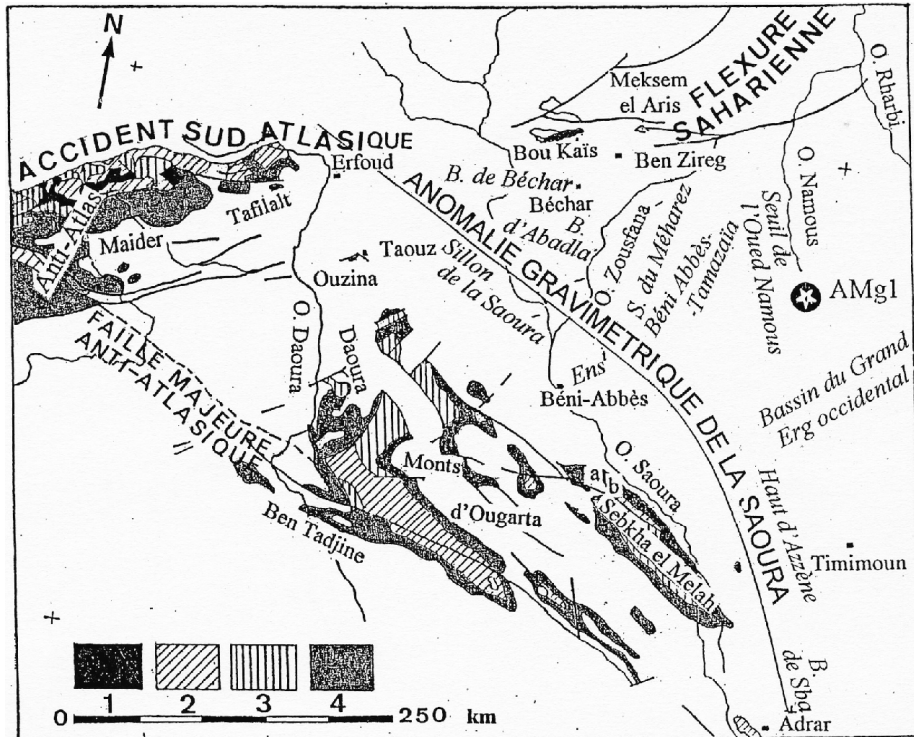 N
FLEXURE
SAHARIENNE
O. Rharbi
Meksem
el Aris
ACCIDENT SUD ATLASIQUE
Erfoud
Bou Kaïs
Ben Zireg
B. de Béchar
Béchar
O. Namous
Anti-Atlas
Tafilalt
Maider
Taouz
Ouzina
ANOMALIE GRAVIMETRIQUE DE LA SAOURA
B.
d'Abadla
Sillon
de la Saoura
O. Zousfana
S. du Méharez
Béni Abbès-
-Tamazaïa
Seuil de
l'Oued Namous
AMg1
O. Daoura
Daoura
FAILLE MAJEURE
ANTI-ATLASIQUE
Ens
Béni-Abbès
Bassin du Grand
Erg occidental
Monts
d'Ougarta
O. Saoura
Sebkha el Melah
Ben Tadjine
Haut d'Azzène
Timimoun
B.
de Sba
Adrar
1 2 3 4
0 250 km